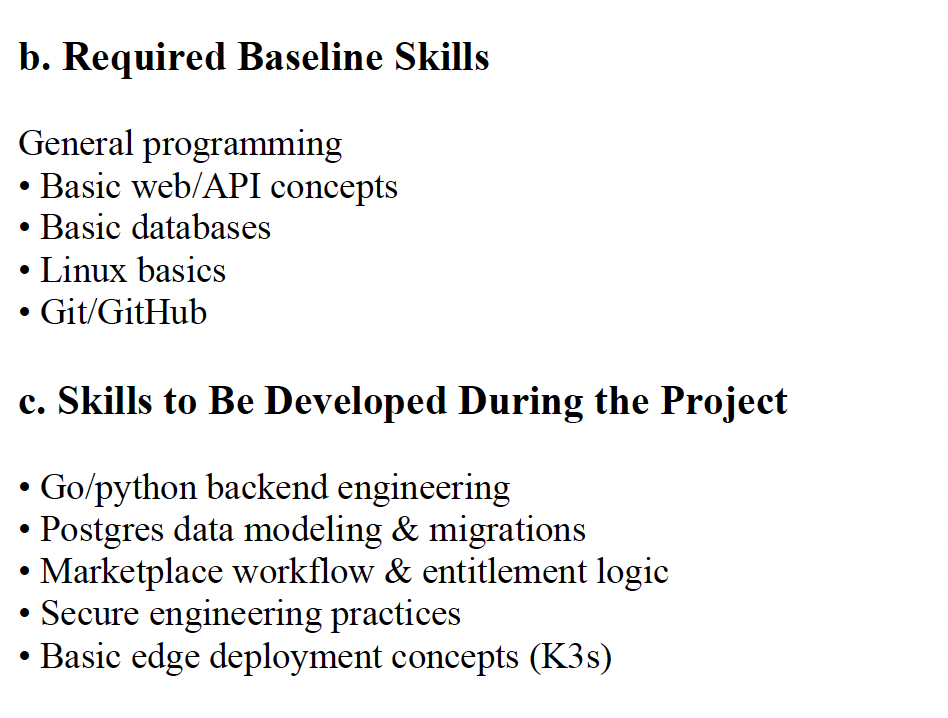 b. Required Baseline Skills
General programming
• Basic web/API concepts
• Basic databases
• Linux basics
• Git/GitHub
c. Skills to Be Developed During the Project
• Go/python backend engineering
• Postgres data modeling & migrations
• Marketplace workflow & entitlement logic
• Secure engineering practices
• Basic edge deployment concepts (K3s)